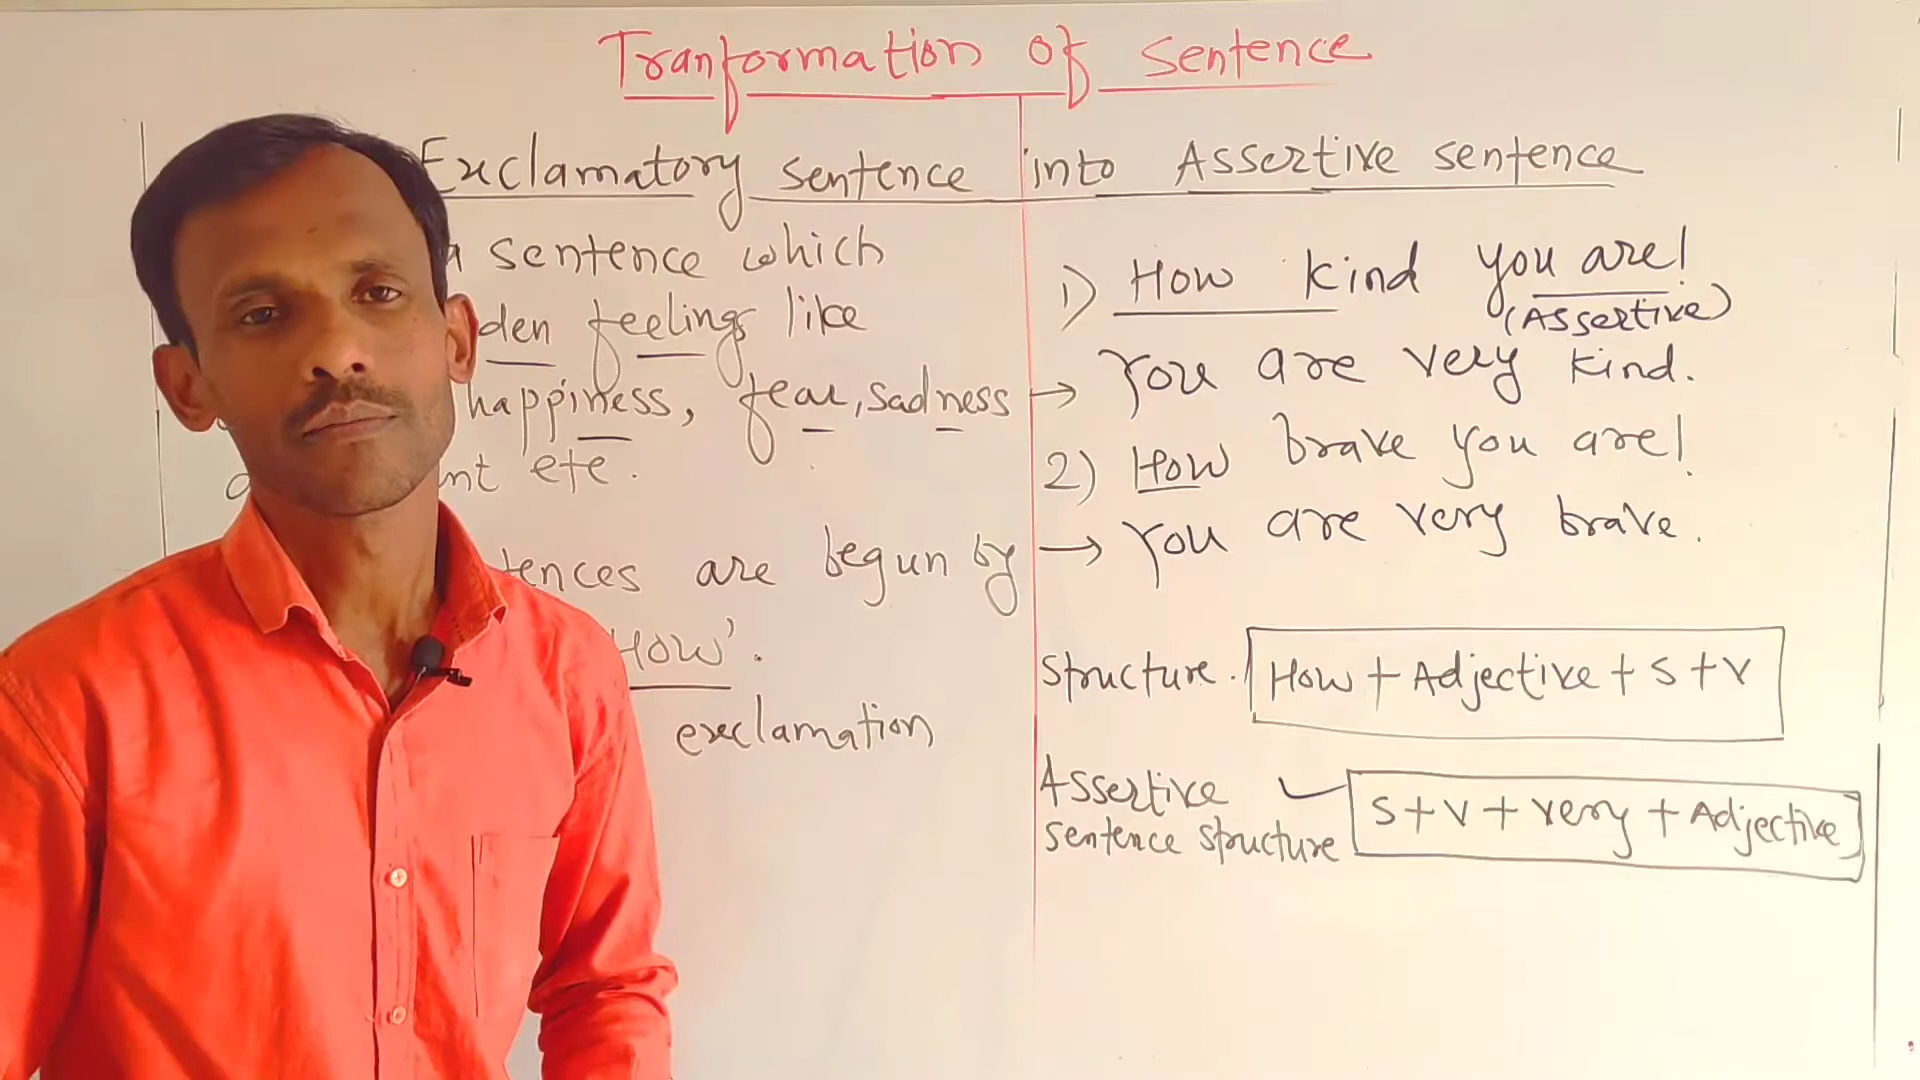 Tranformation of sentence
Exclamatory sentence into Assertive sentence
a sentence which
den feelings like
happiness, fear, sadness
nt etc.
tences are begun by
How'.
exclamation
1) How kind you are!
(Assertive)
→ You are very kind.
2) How brave you are!
→ You are very brave.
structure. How + Adjective + S + V
Assertive
sentence structure S + V + very + Adjective